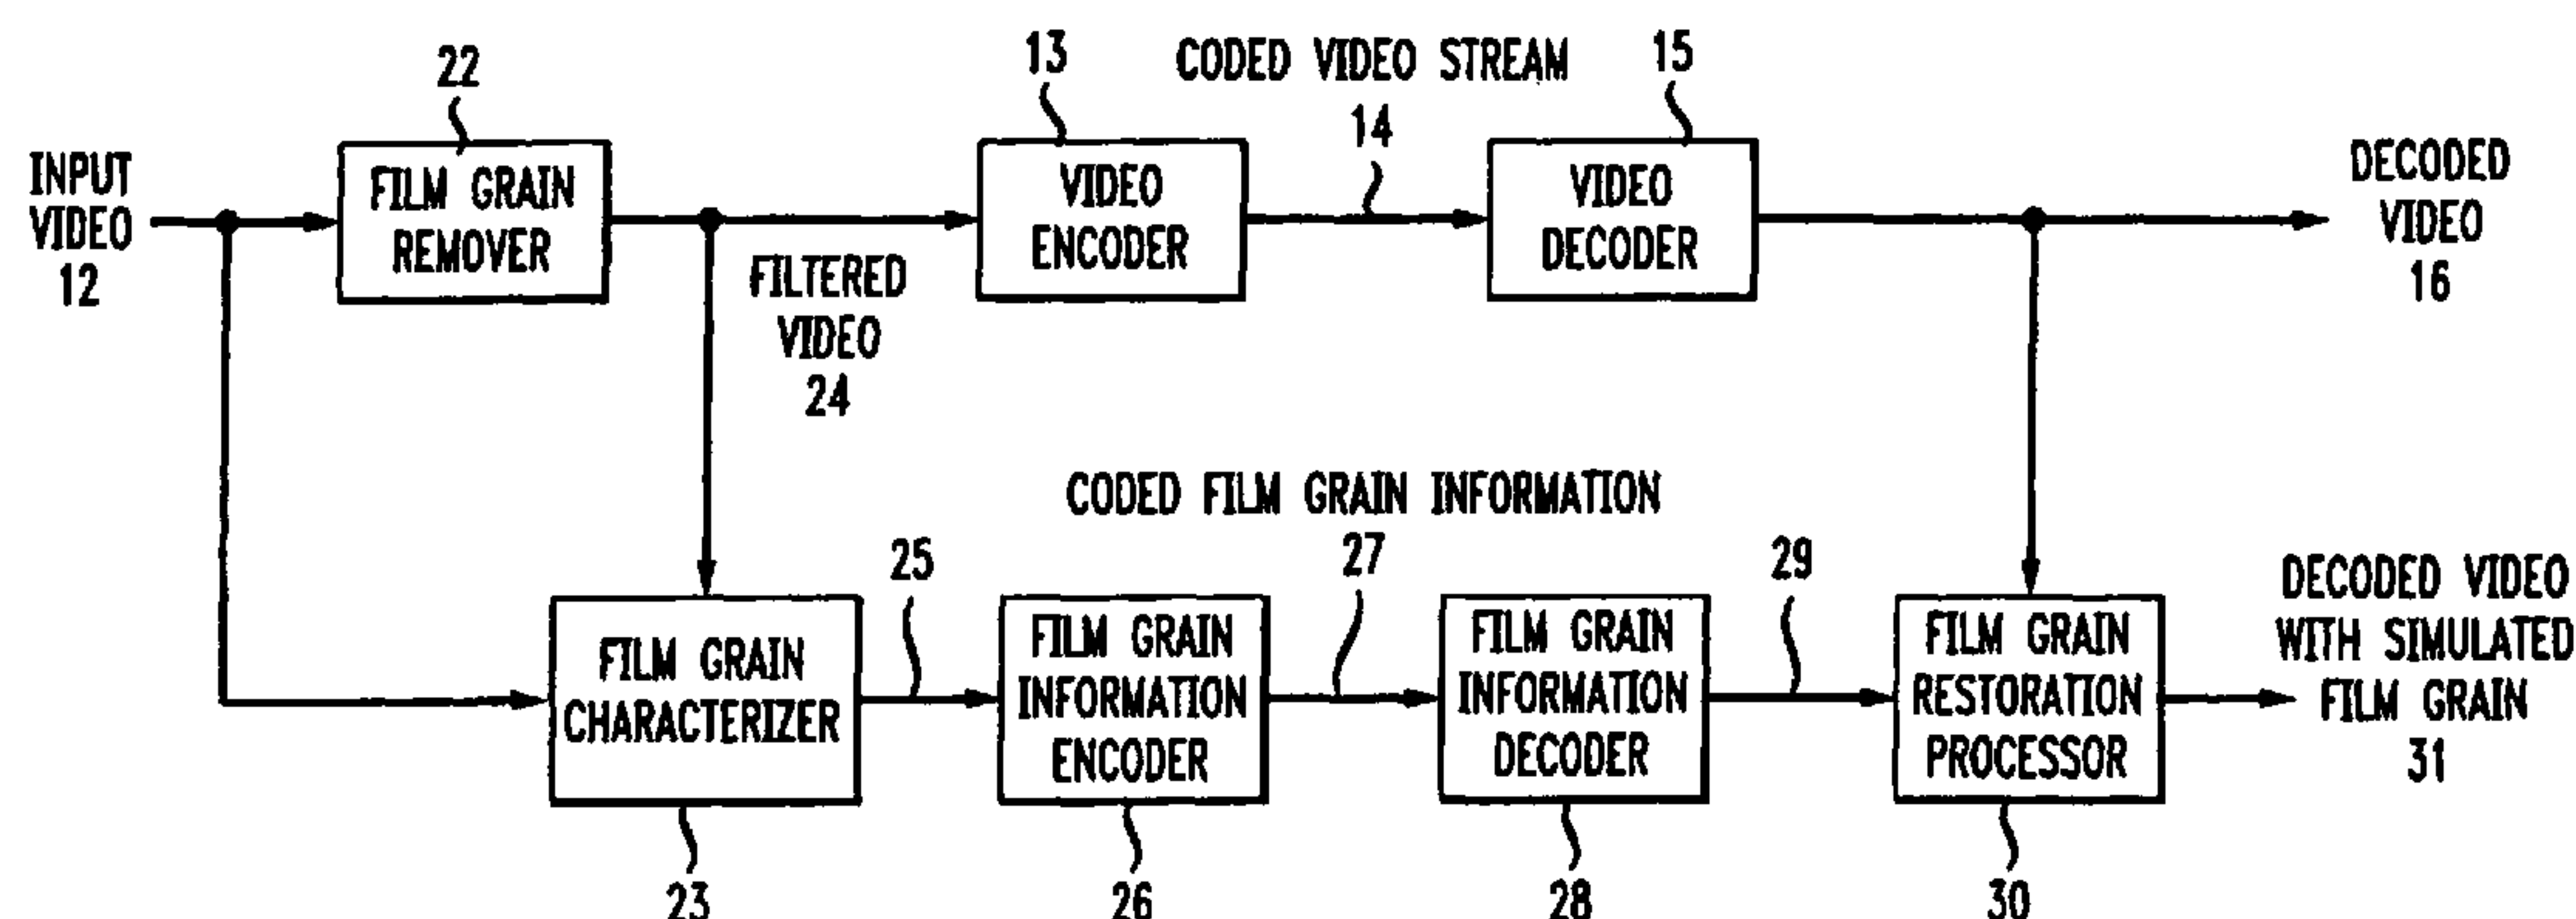 22
13
CODED VIDEO STREAM
14
15
INPUT
VIDEO
12
FILM GRAIN
REMOVER
VIDEO
ENCODER
VIDEO
DECODER
DECODED
VIDEO
16
FILTERED
VIDEO
24
CODED FILM GRAIN INFORMATION
25
27
29
FILM GRAIN
CHARACTERIZER
FILM GRAIN
INFORMATION
ENCODER
FILM GRAIN
INFORMATION
DECODER
FILM GRAIN
RESTORATION
PROCESSOR
DECODED VIDEO
WITH SIMULATED
FILM GRAIN
31
23
26
28
30